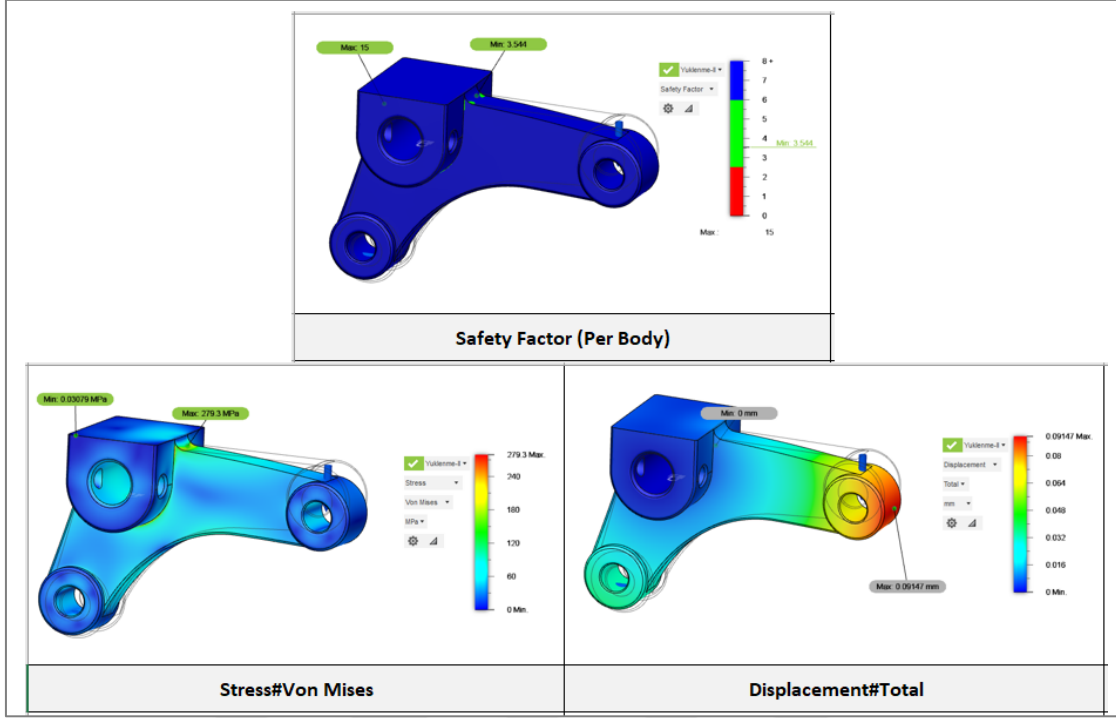 Max: 15
Min: 3.544
Yuklenme-II
Safety Factor
8 +
7
6
5
4
Min: 3.544
3
2
1
0
Max :
15
Safety Factor (Per Body)
Min: 0.03079 MPa
Max: 279.3 MPa
Yuklenme-II
Stress
Von Mises
MPa
279.3 Max.
240
180
120
60
0 Min.
Stress#Von Mises
Min: 0 mm
Yuklenme-II
Displacement
Total
mm
0.09147 Max.
0.08
0.064
0.048
0.032
0.016
0 Min.
Max: 0.09147 mm
Displacement#Total